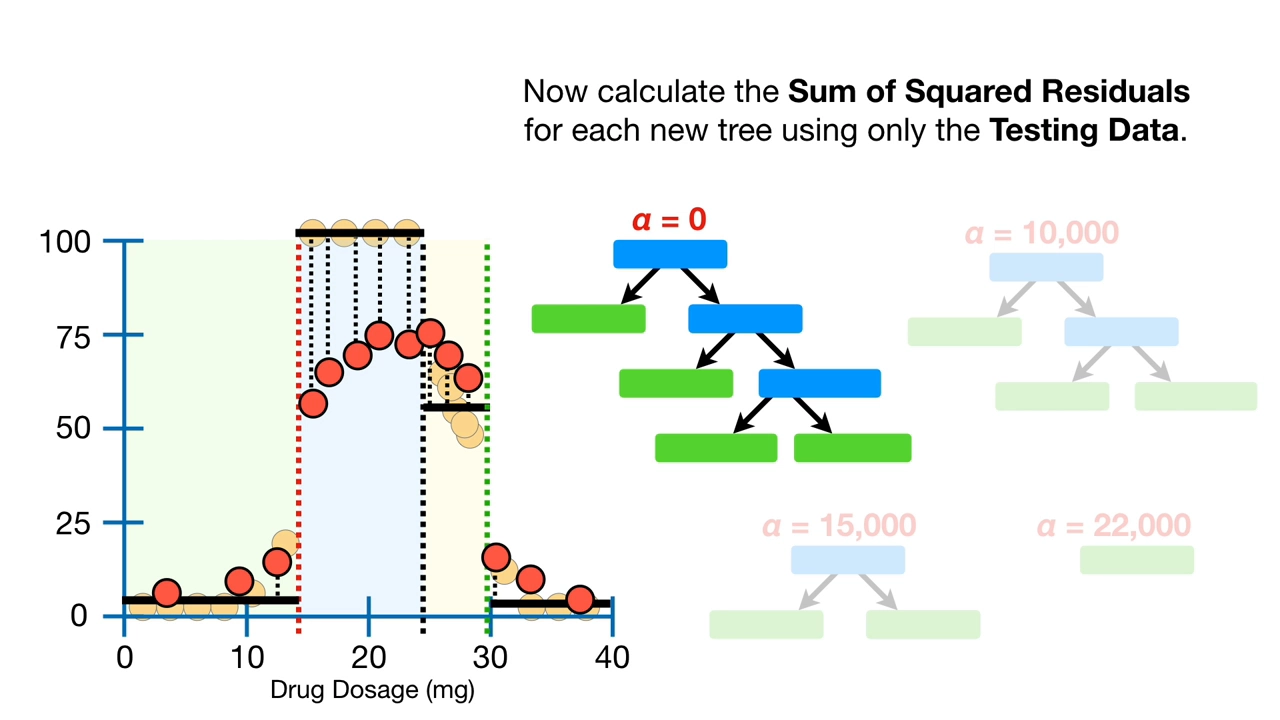 Now calculate the Sum of Squared Residuals
for each new tree using only the Testing Data.
α = 0
α = 10,000
100
75
50
25
0
α = 15,000
α = 22,000
0 10 20 30 40
Drug Dosage (mg)